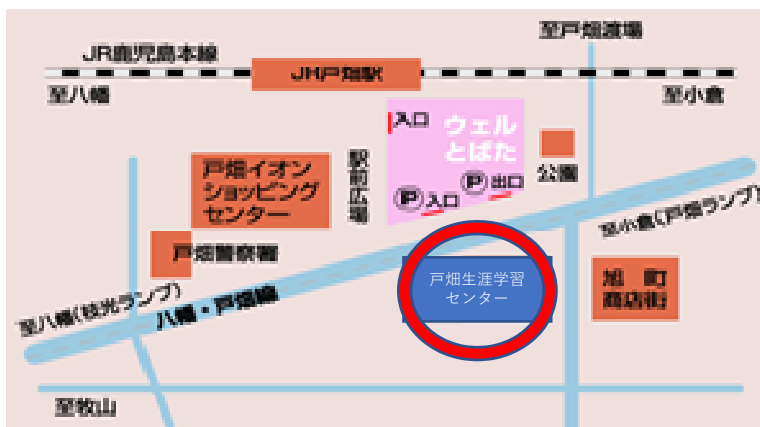 至戸畑渡場
JR鹿児島本線
JR戸畑駅
至八幡
至小倉
入口
ウェル
とばた
公園
駅前広場
戸畑イオン
ショッピング
センター
P入口
P出口
至小倉(戸畑ランプ)
戸畑警察署
戸畑生涯学習
センター
旭町
商店街
至八幡(枝光ランプ)
八幡・戸畑線
至牧山